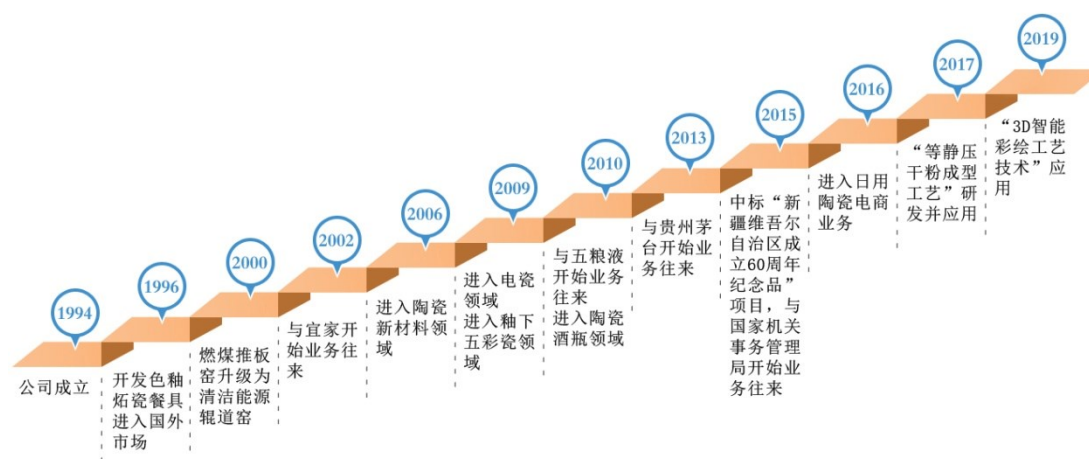 1994
公司成立
1996
开发色釉
炻瓷餐具
进入国外
市场
2000
燃煤推板
窑升级为
清洁能源
辊道窑
2002
与宜家开
始业务往
来
2006
进入陶瓷
新材料领
域
2009
进入电瓷
领域
进入釉下
五彩瓷领
域
2010
与五粮液
开始业务
往来
进入陶瓷
酒瓶领域
2013
与贵州茅
台开始业
务往来
2015
中标“新
疆维吾尔
自治区成
立60周年
纪念品”
项目，与
国家机关
事务管理
局开始业
务往来
2016
进入日用
陶瓷电商
业务
2017
“等静压
干粉成型
工艺”研
发并应用
2019
“3D智能
彩绘工艺
技术”应
用